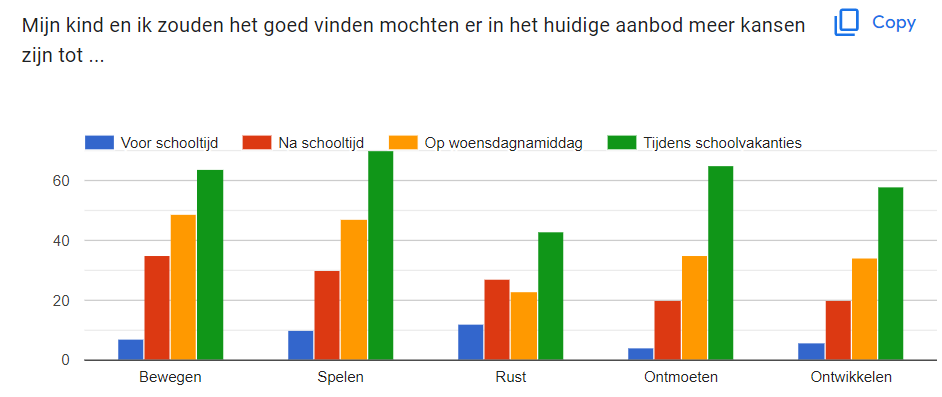 Mijn kind en ik zouden het goed vinden mochten er in het huidige aanbod meer kansen
zijn tot ...
Copy
Voor schooltijd
Na schooltijd
Op woensdagnamiddag
Tijdens schoolvakanties
60
40
20
0
Bewegen
Spelen
Rust
Ontmoeten
Ontwikkelen